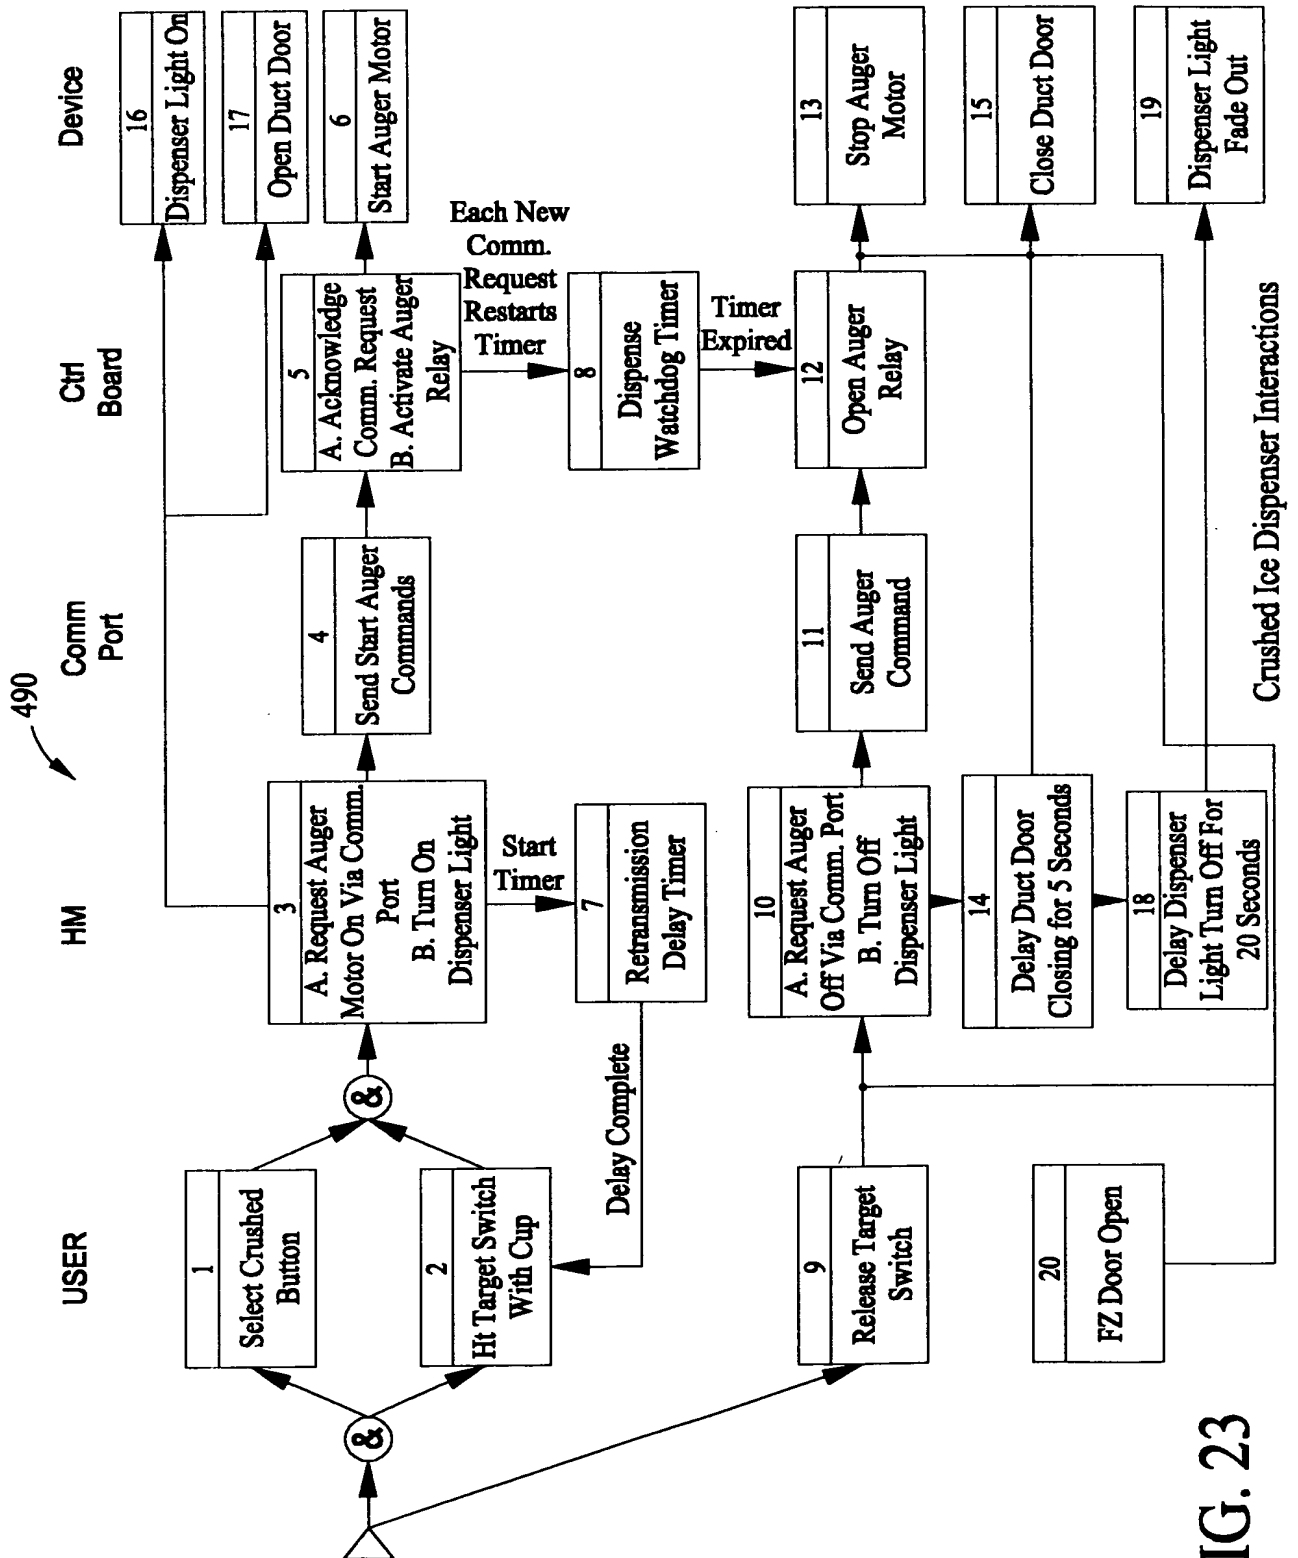 490
USER
HM
Comm
Port
Ctrl
Board
Device
&
1
Select Crushed
Button
2
Ht Target Switch
With Cup
&
3
A. Request Auger
Motor On Via Comm.
Port
B. Turn On
Dispenser Light
4
Send Start Auger
Commands
5
A. Acknowledge
Comm. Request
B. Activate Auger
Relay
16
Dispenser Light On
17
Open Duct Door
6
Start Auger Motor
Start
Timer
7
Retransmission
Delay Timer
Delay Complete
Each New
Comm.
Request
Restarts
Timer
8
Dispense
Watchdog Timer
Timer
Expired
9
Release Target
Switch
10
A. Request Auger
Off Via Comm. Port
B. Turn Off
Dispenser Light
11
Send Auger
Command
12
Open Auger
Relay
13
Stop Auger
Motor
14
Delay Duct Door
Closing for 5 Seconds
15
Close Duct Door
18
Delay Dispenser
Light Turn Off For
20 Seconds
19
Dispenser Light
Fade Out
20
FZ Door Open
Crushed Ice Dispenser Interactions
IG. 23